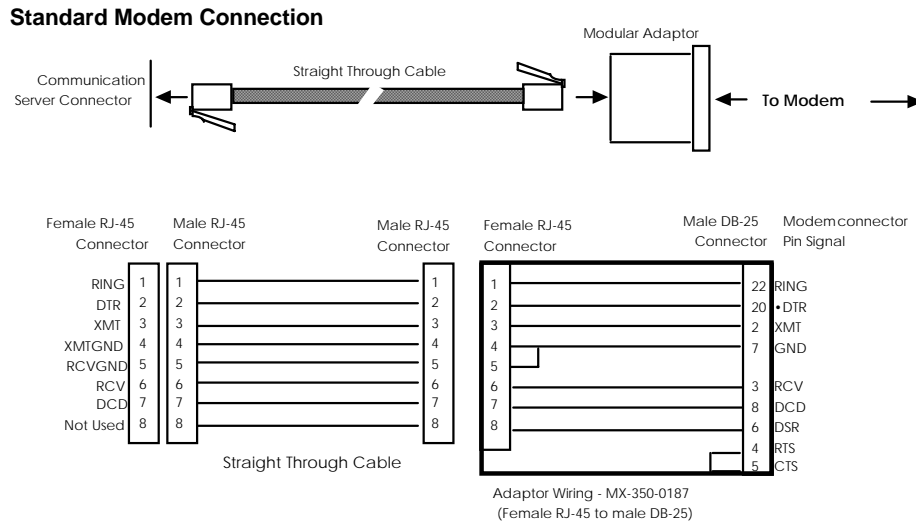 Standard Modem Connection
Modular Adaptor
Straight Through Cable
Communication
Server Connector
To Modem
Female RJ-45
Connector
Male RJ-45
Connector
Male RJ-45
Connector
Female RJ-45
Connector
Male DB-25
Connector
Modem connector
Pin Signal
RING 1 1 1 1 22 RING
DTR 2 2 2 2 20 •DTR
XMT 3 3 3 3 2 XMT
XMTGND 4 4 4 4 7 GND
RCVGND 5 5 5 5
RCV 6 6 6 6 3 RCV
DCD 7 7 7 7 8 DCD
Not Used 8 8 8 8 6 DSR
4 RTS
5 CTS
Straight Through Cable
Adaptor Wiring - MX-350-0187
(Female RJ-45 to male DB-25)